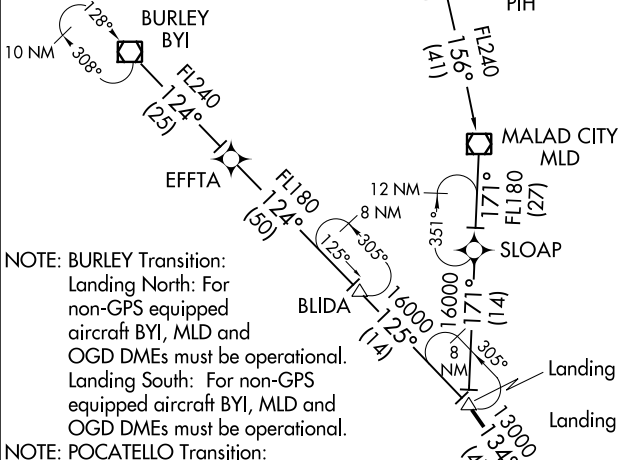 PIH
BURLEY
BYI
128°
308°
10 NM
FL240
124°
(25)
FL240
156°
(41)
MALAD CITY
MLD
EFFTA
FL180
124°
(50)
12 NM
351°
171°
FL180
(27)
SLOAP
8 NM
125°
305°
BLIDA
16000
125°
(14)
16000
171°
(14)
8
NM
305°
Landing
Landing
13000
134°
NOTE: BURLEY Transition:
Landing North: For
non-GPS equipped
aircraft BYI, MLD and
OGD DMEs must be operational.
Landing South: For non-GPS
equipped aircraft BYI, MLD and
OGD DMEs must be operational.
NOTE: POCATELLO Transition: